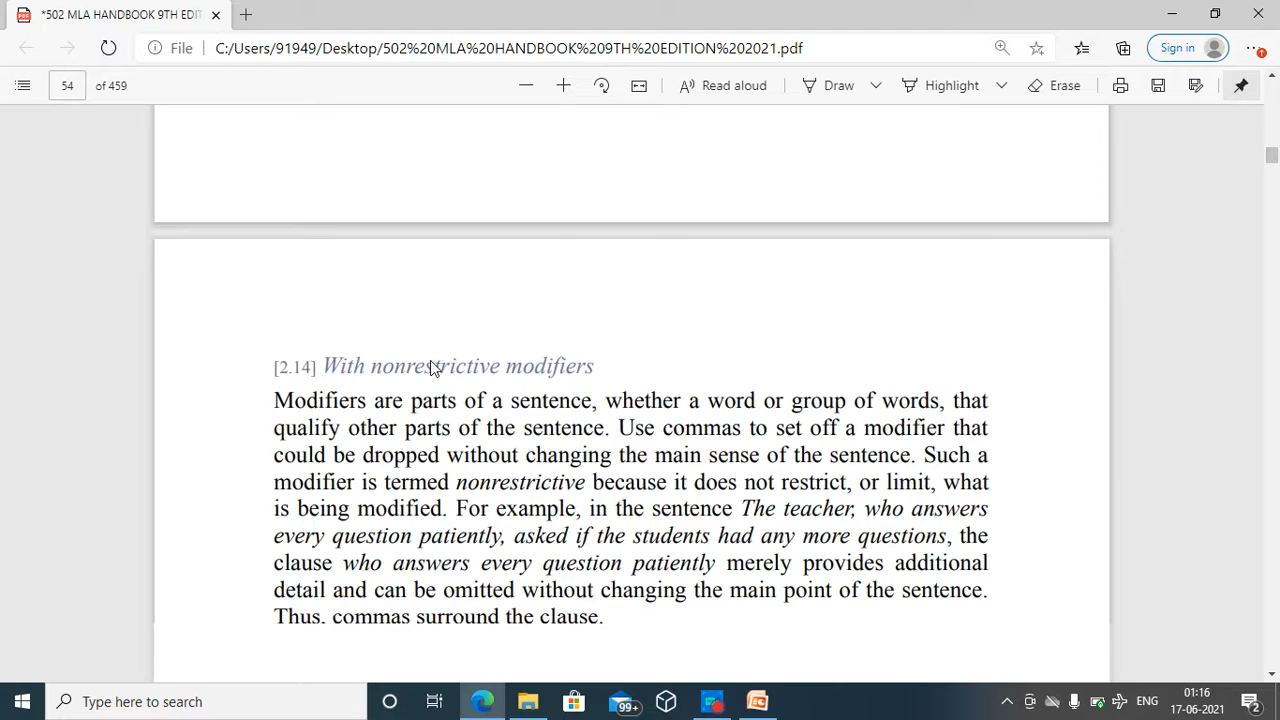 *502 MLA HANDBOOK 9TH EDIT
File
C:/Users/91949/Desktop/502%20MLA%20HANDBOOK%209TH%20EDITION%202021.pdf
Sign in
54 of 459
Read aloud
Draw
Highlight
Erase
[2.14] With nonrestrictive modifiers
Modifiers are parts of a sentence, whether a word or group of words, that
qualify other parts of the sentence. Use commas to set off a modifier that
could be dropped without changing the main sense of the sentence. Such a
modifier is termed nonrestrictive because it does not restrict, or limit, what
is being modified. For example, in the sentence The teacher, who answers
every question patiently, asked if the students had any more questions, the
clause who answers every question patiently merely provides additional
detail and can be omitted without changing the main point of the sentence.
Thus, commas surround the clause.
Type here to search
99+
ENG
01:16
17-06-2021
2